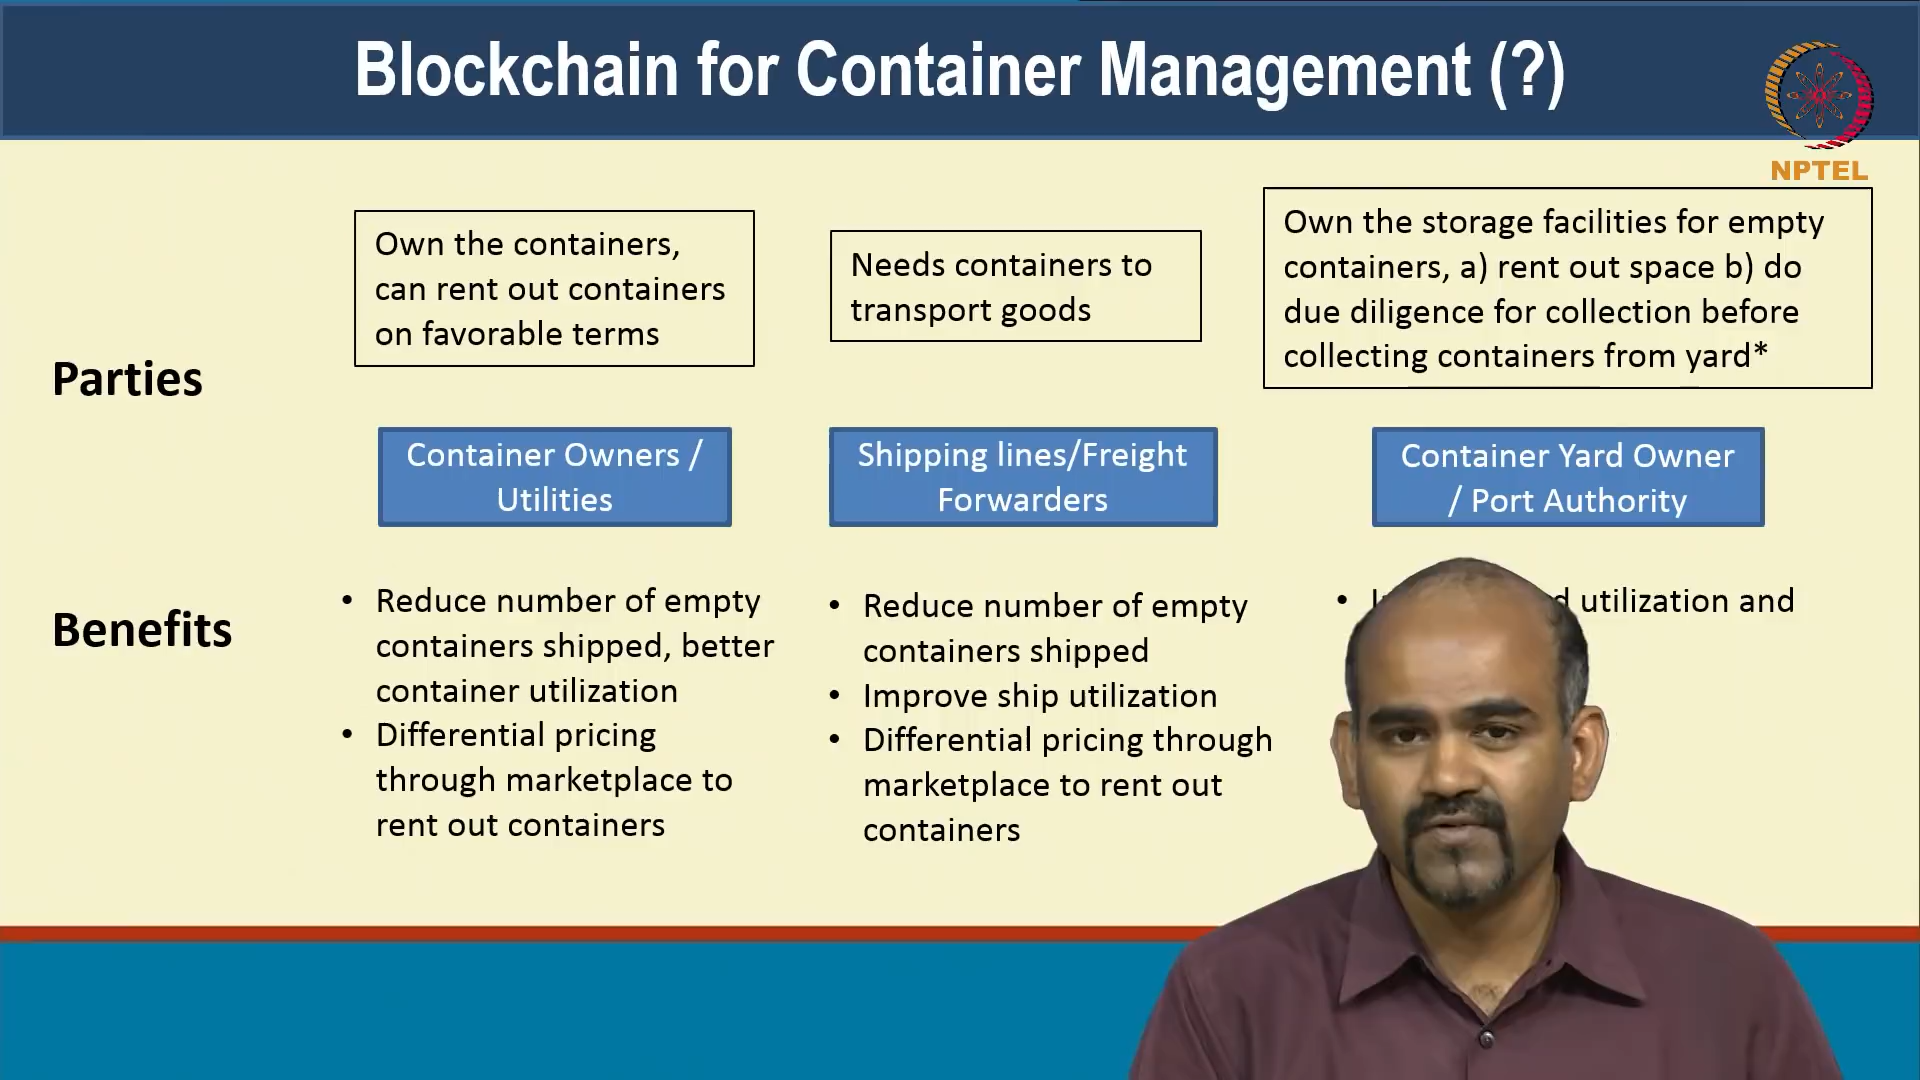 Blockchain for Container Management (?)
NPTEL
Own the containers,
can rent out containers
on favorable terms
Needs containers to
transport goods
Own the storage facilities for empty
containers, a) rent out space b) do
due diligence for collection before
collecting containers from yard*
Parties
Container Owners /
Utilities
Shipping lines/Freight
Forwarders
Container Yard Owner
/ Port Authority
Benefits
• Reduce number of empty
containers shipped, better
container utilization
• Differential pricing
through marketplace to
rent out containers
• Reduce number of empty
containers shipped
• Improve ship utilization
• Differential pricing through
marketplace to rent out
containers
• utilization and